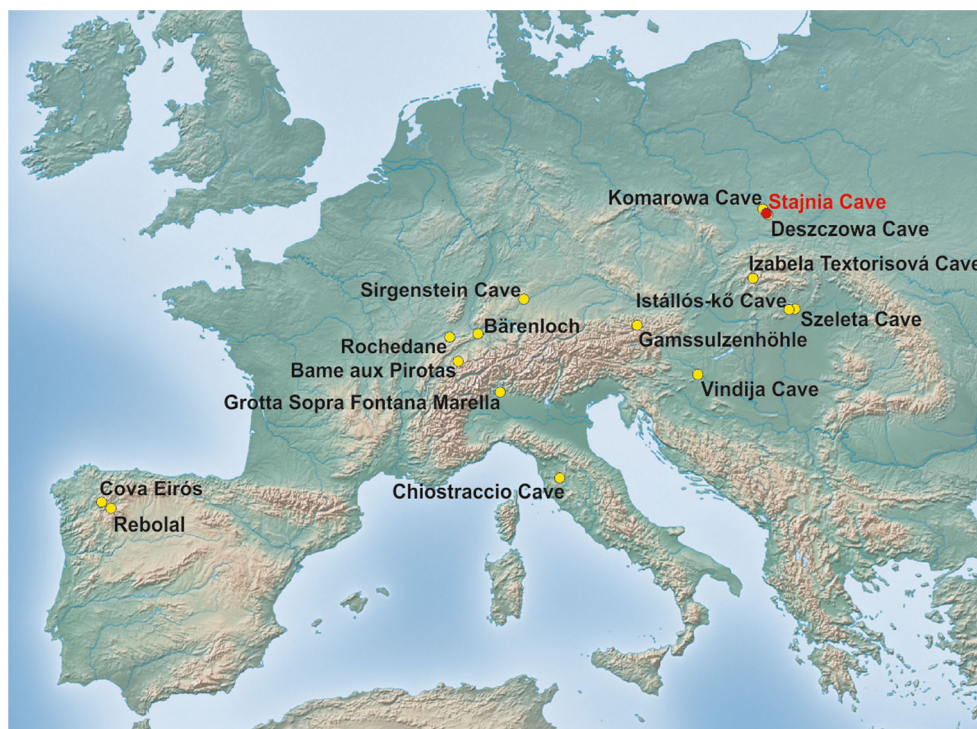 Komarowa Cave
Stajnia Cave
Deszczowa Cave
Izabela Textorisová Cave
Sirgenstein Cave
Istállós-kő Cave
Szeleta Cave
Bärenloch
Rochedane
Gamssulzenhöhle
Bame aux Pirotas
Vindija Cave
Grotta Sopra Fontana Marella
Cova Eirós
Chiostraccio Cave
Rebolal